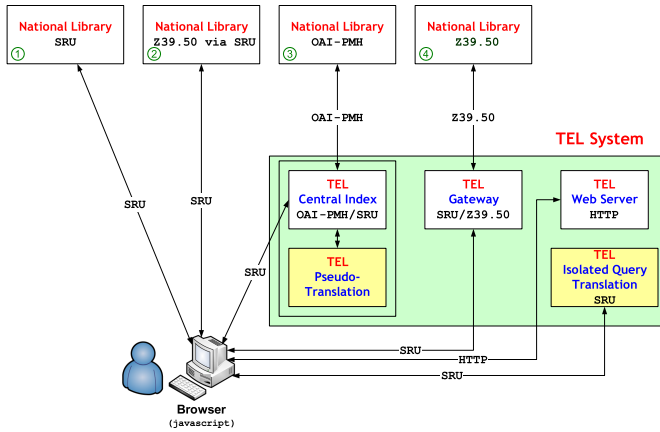 National Library
SRU
1
National Library
Z39.50 via SRU
2
National Library
OAI-PMH
3
National Library
Z39.50
4
OAI-PMH
Z39.50
TEL System
SRU
SRU
SRU
TEL
Central Index
OAI-PMH/SRU
TEL
Gateway
SRU/Z39.50
TEL
Web Server
HTTP
TEL
Pseudo-
Translation
TEL
Isolated Query
Translation
SRU
SRU
HTTP
SRU
Browser
(javascript)